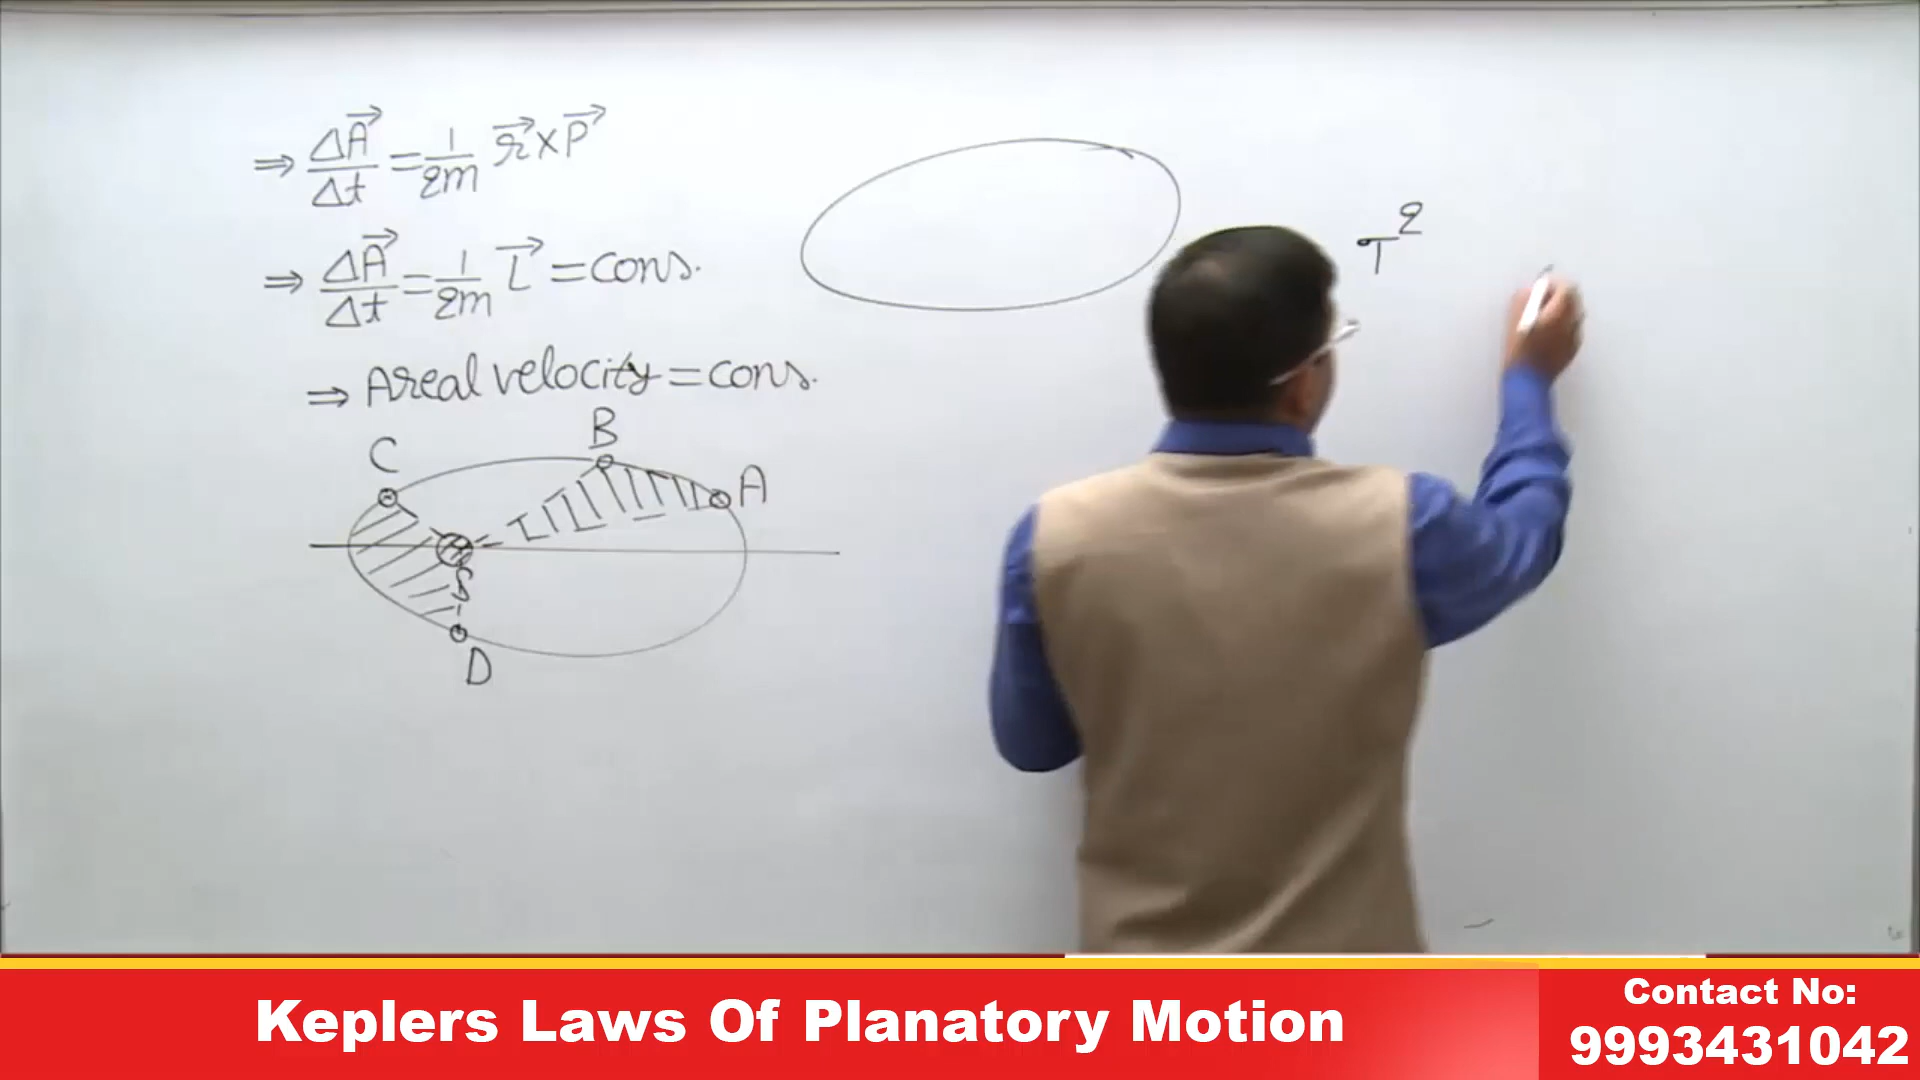 ⇒ ΔA⃗/Δt = 1/2m r⃗ × P⃗
⇒ ΔA⃗/Δt = 1/2m L⃗ = cons.
⇒ Areal velocity = cons.
C
B
A
S
D
T²
Keplers Laws Of Planatory Motion
Contact No:
9993431042